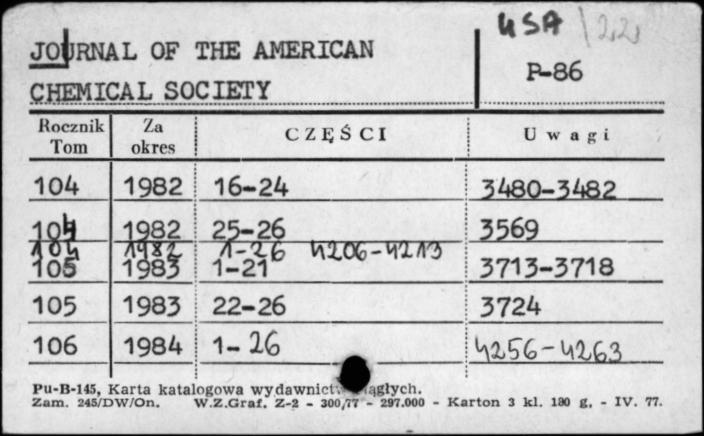 USA
JOURNAL OF THE AMERICAN
P-86
CHEMICAL SOCIETY
Rocznik Tom Za okres CZĘŚCI Uwagi
104 1982 16-24 3480-3482
104 1982 25-26 3569
104 1982 1-26 4206-4213
105 1983 1-21 3713-3718
105 1983 22-26 3724
106 1984 1-26 4256-4263
Pu-B-145, Karta katalogowa wydawnictw ciągłych.
Zam. 245/DW/On. W.Z.Graf. Z-2 - 300,77 - 297.000 - Karton 3 kl. 180 g, - IV. 77.